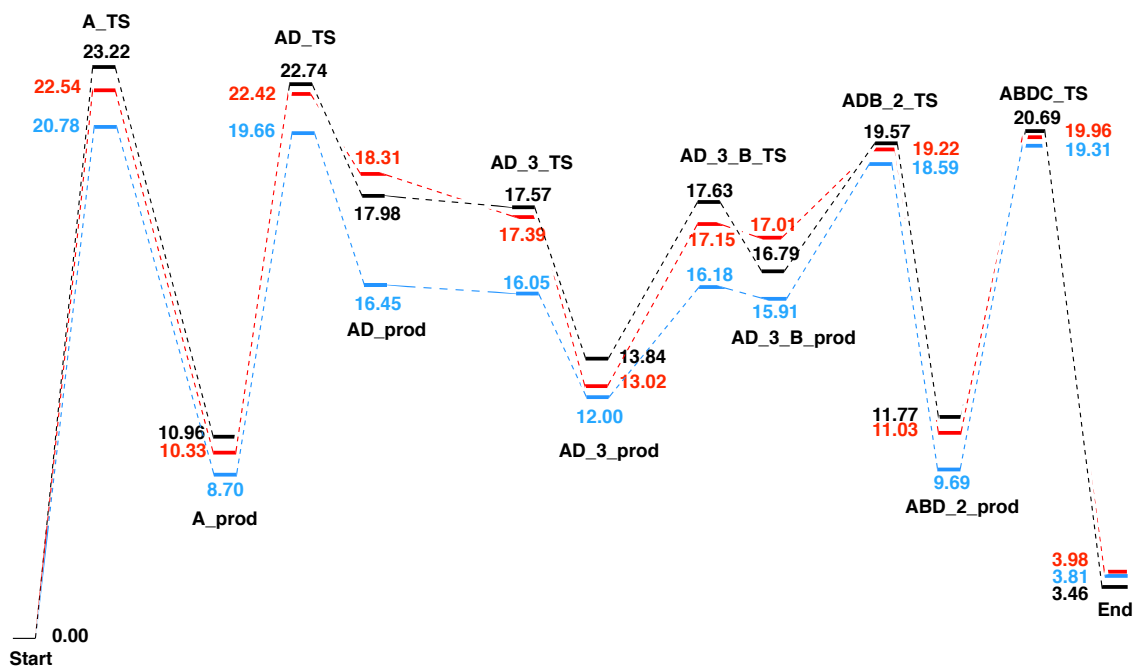 A_TS
23.22
22.54
20.78
AD_TS
22.74
22.42
19.66
18.31
17.98
16.45
AD_prod
AD_3_TS
17.57
17.39
16.05
AD_3_B_TS
17.63
17.15
16.18
17.01
16.79
15.91
AD_3_B_prod
ADB_2_TS
19.57
19.22
18.59
ABDC_TS
20.69
19.96
19.31
13.84
13.02
12.00
AD_3_prod
10.96
10.33
8.70
A_prod
11.77
11.03
9.69
ABD_2_prod
3.98
3.81
3.46
End
0.00
Start